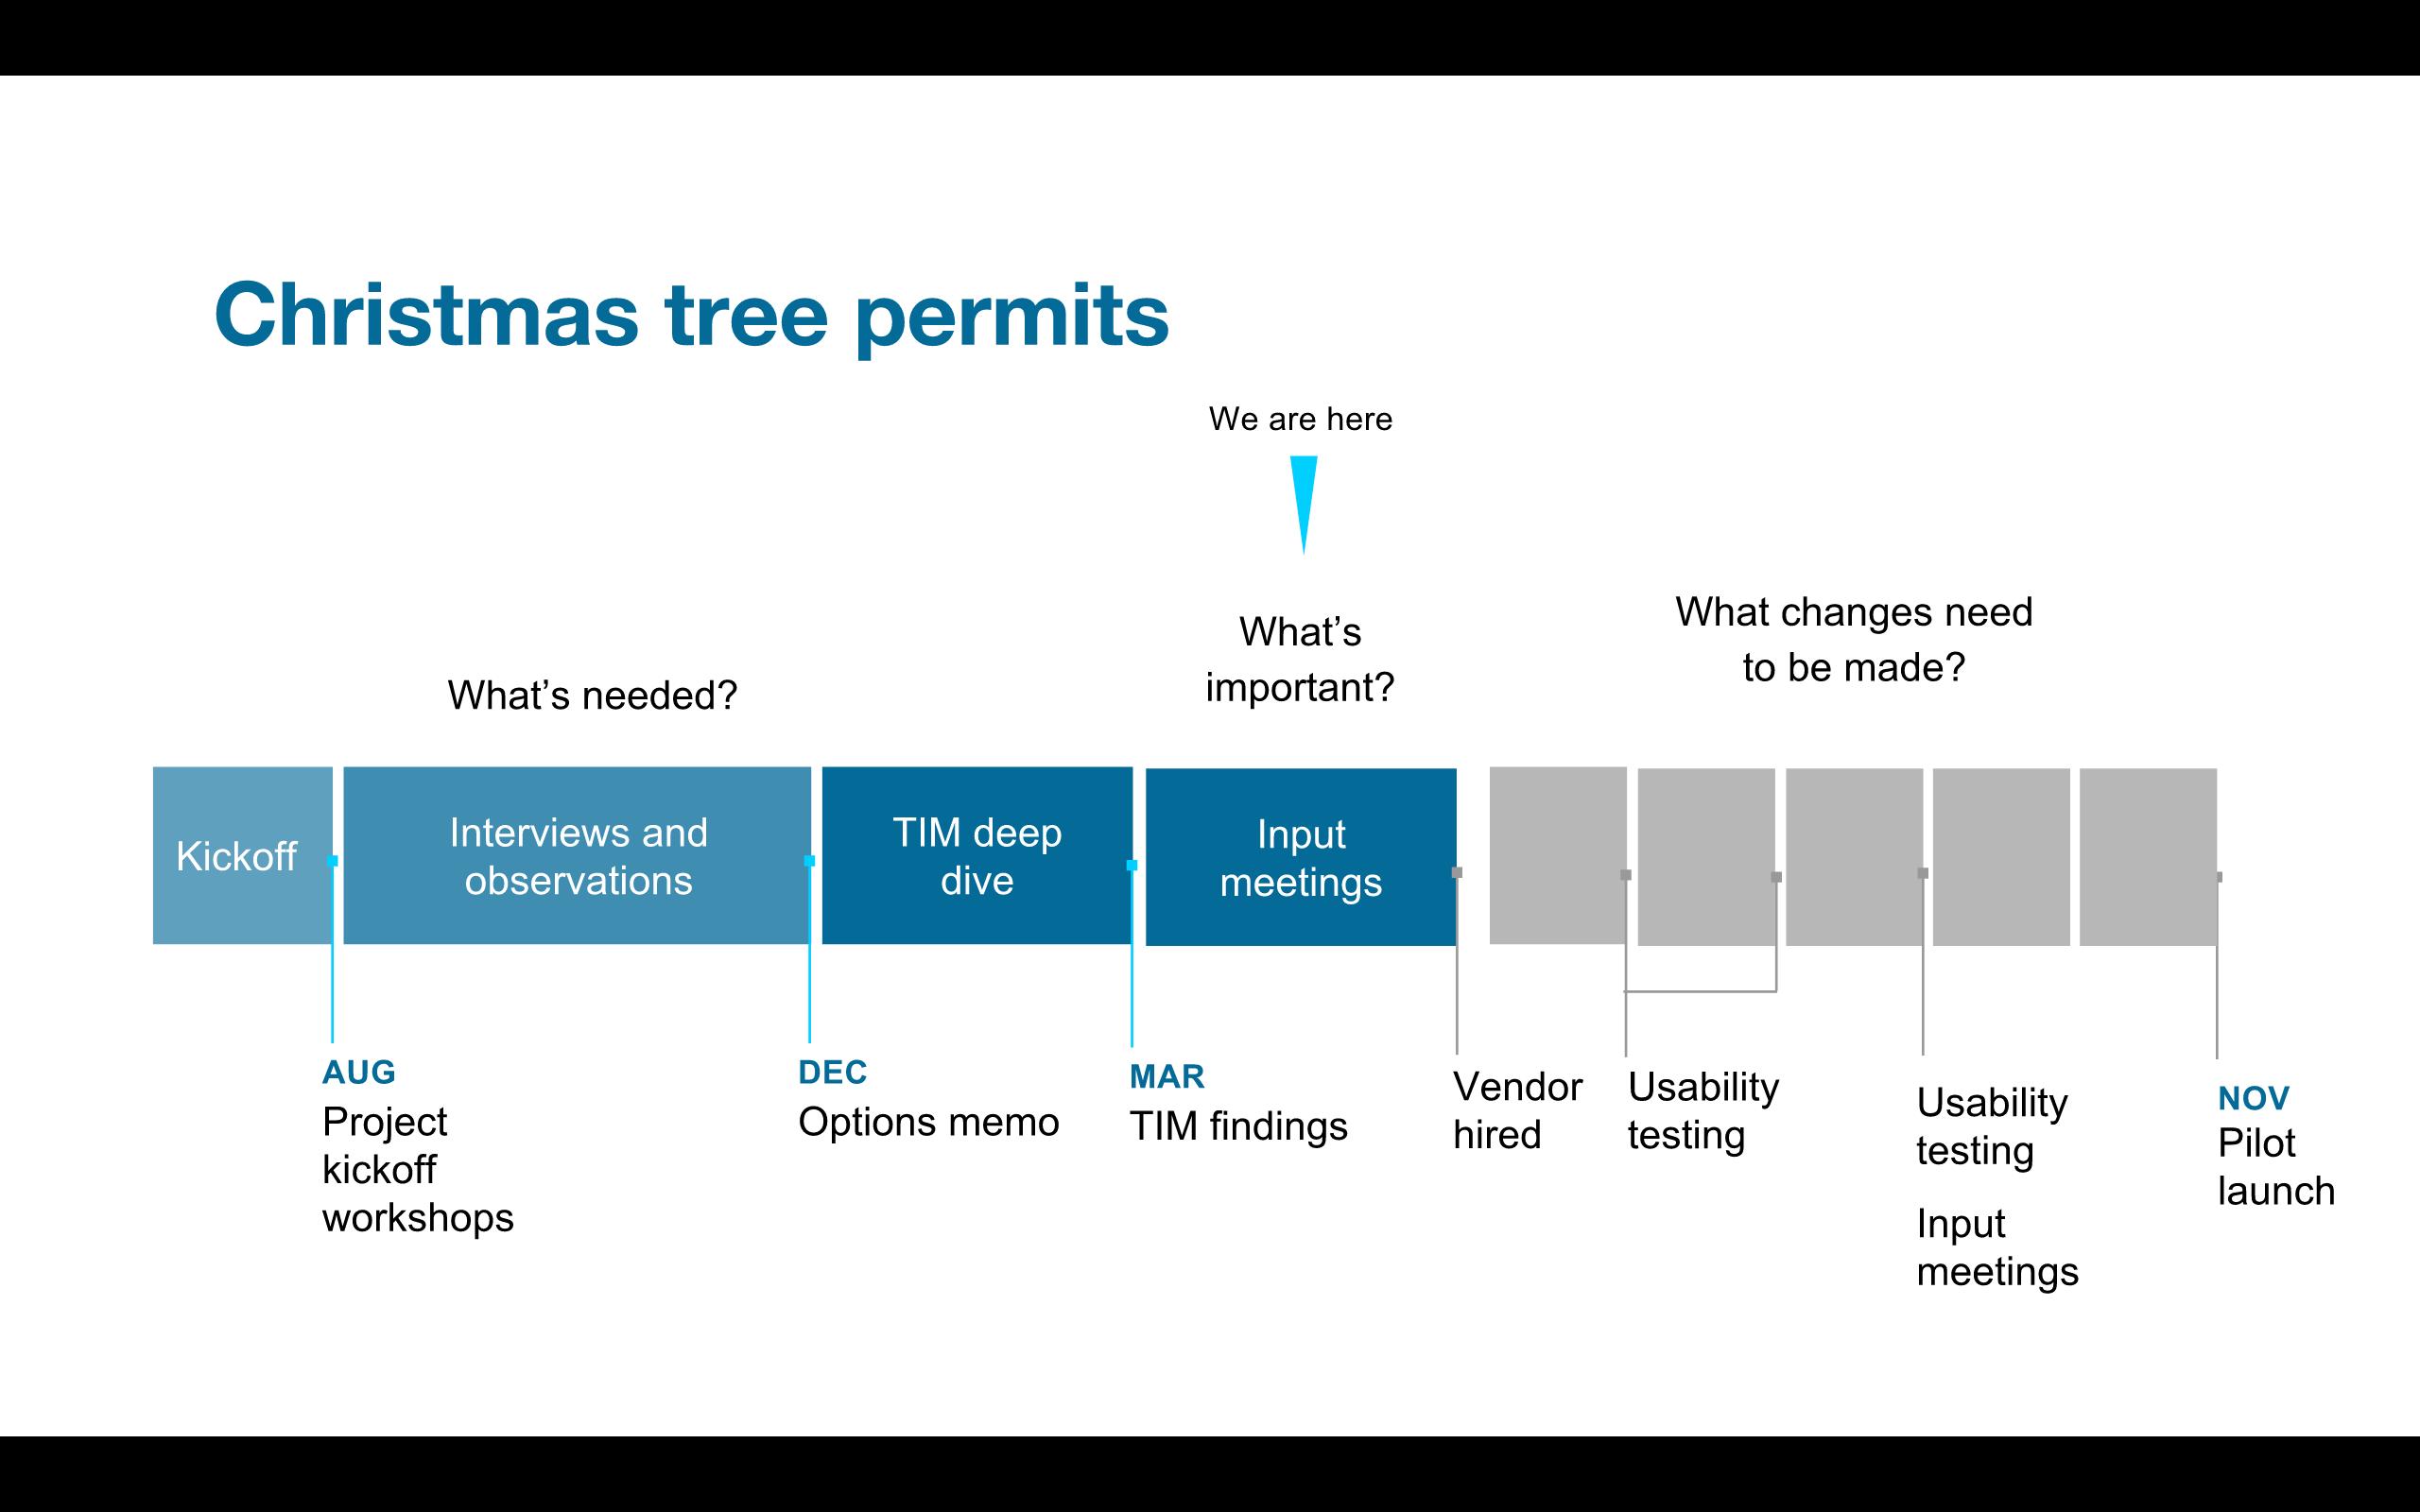 Christmas tree permits
We are here
What's needed?
What's
important?
What changes need
to be made?
Kickoff
Interviews and
observations
TIM deep
dive
Input
meetings
AUG
Project
kickoff
workshops
DEC
Options memo
MAR
TIM findings
Vendor
hired
Usability
testing
Usability
testing
Input
meetings
NOV
Pilot
launch